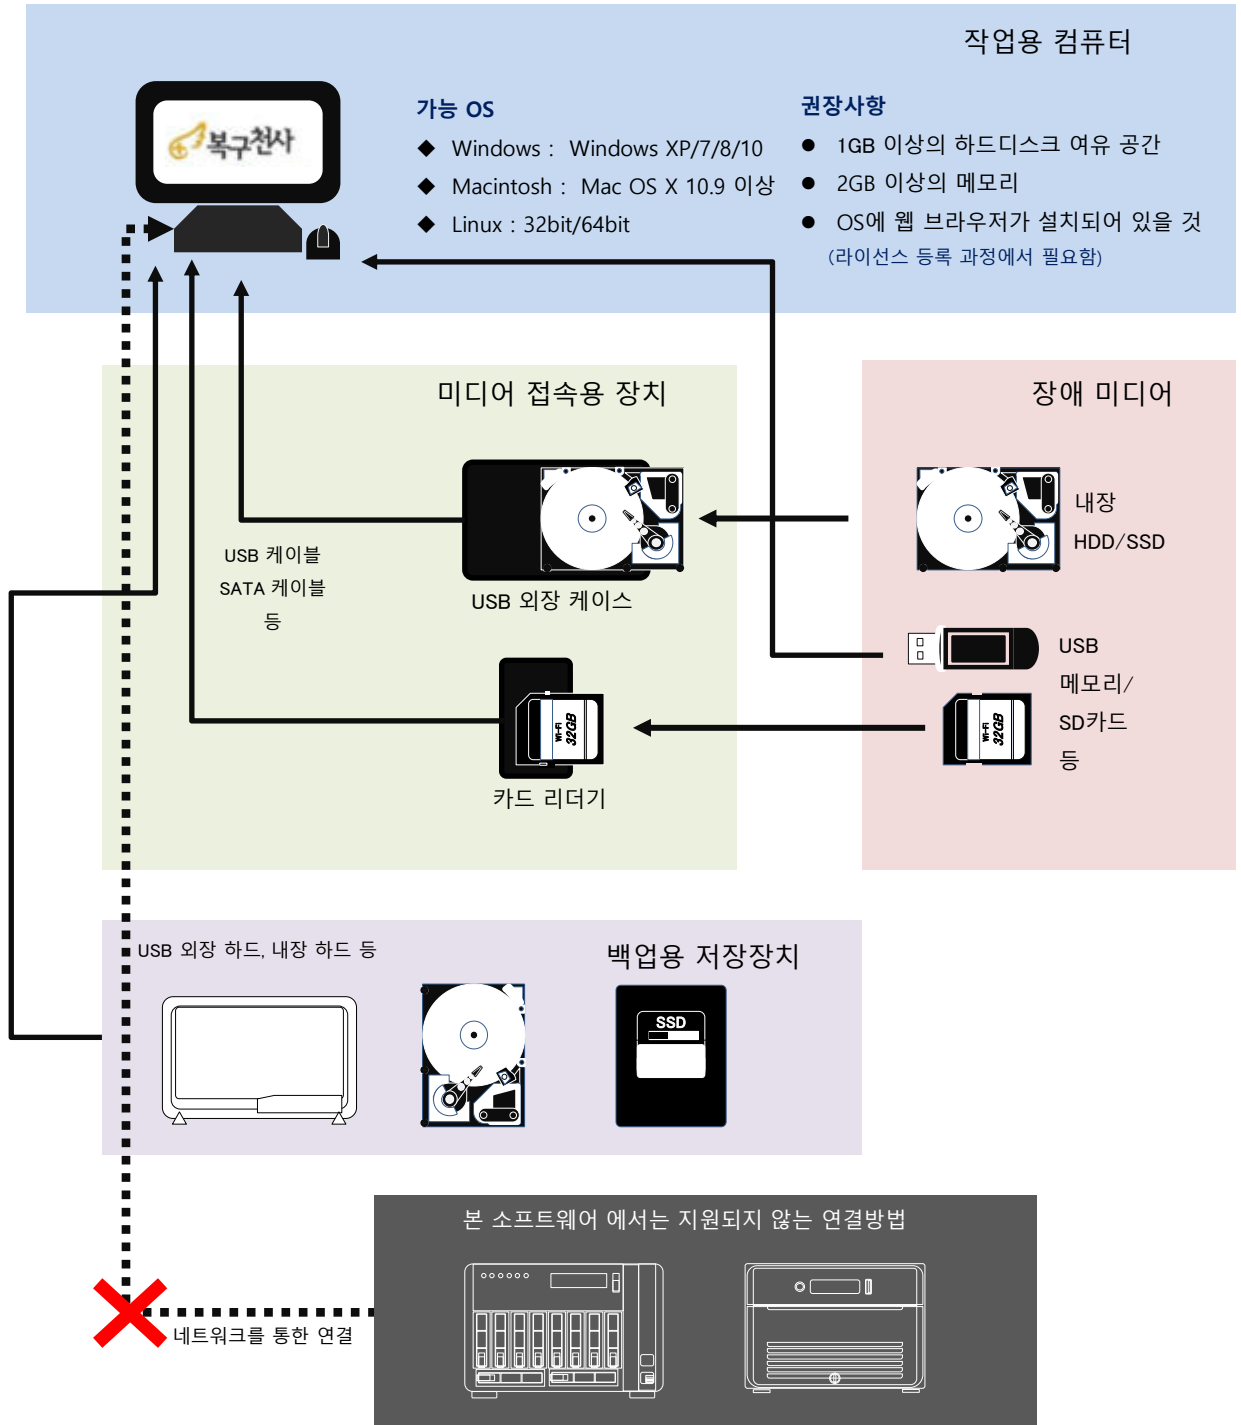 작업용 컴퓨터
복구천사
가능 OS
◆ Windows : Windows XP/7/8/10
◆ Macintosh : Mac OS X 10.9 이상
◆ Linux : 32bit/64bit
권장사항
● 1GB 이상의 하드디스크 여유 공간
● 2GB 이상의 메모리
● OS에 웹 브라우저가 설치되어 있을 것
(라이선스 등록 과정에서 필요함)
미디어 접속용 장치
USB 케이블
SATA 케이블
등
USB 외장 케이스
Wi-Fi
32GB
카드 리더기
장애 미디어
내장
HDD/SSD
USB
메모리/
SD카드
등
Wi-Fi
32GB
USB 외장 하드, 내장 하드 등
백업용 저장장치
SSD
본 소프트웨어 에서는 지원되지 않는 연결방법
네트워크를 통한 연결